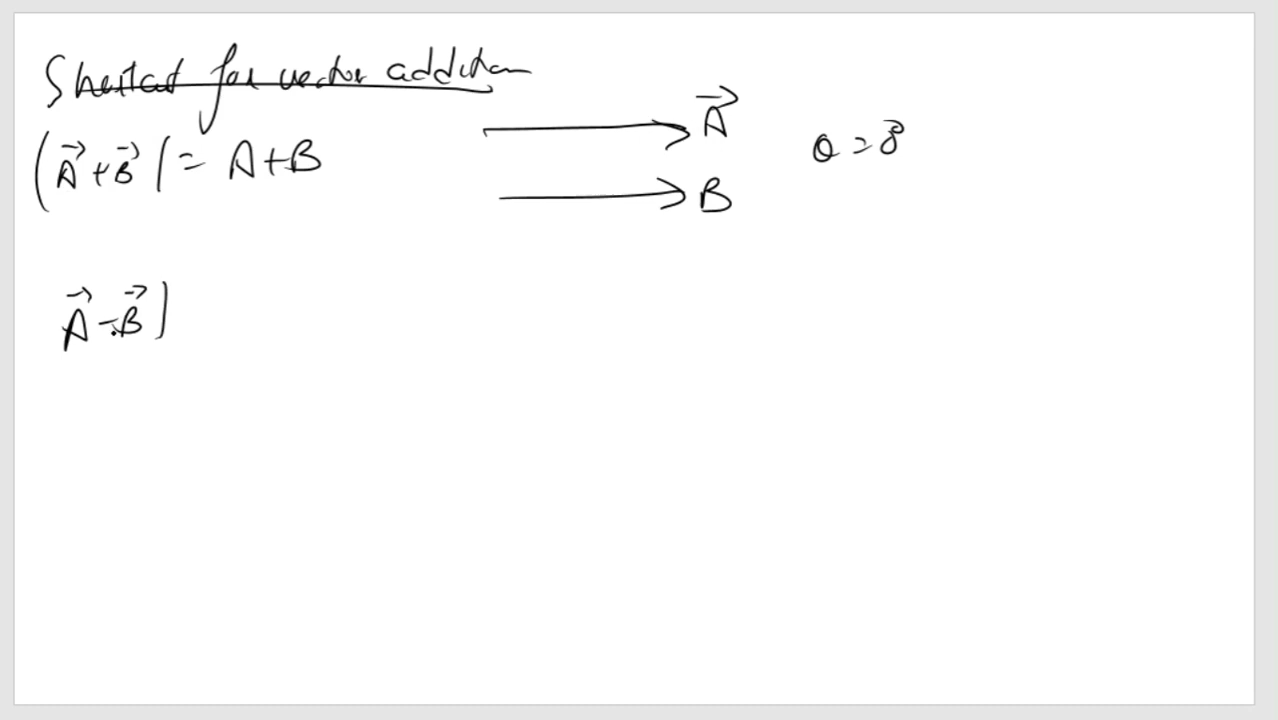 Shortcut for vector addition
|A⃗ + B⃗| = A+B
A⃗
B
θ = 0°
A⃗ - B⃗ |